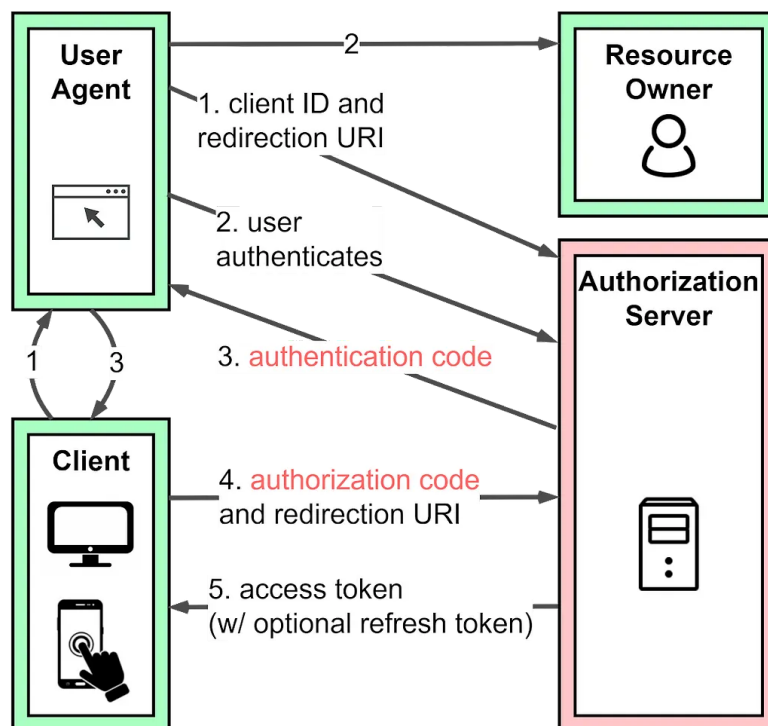 User
Agent
2
Resource
Owner
1. client ID and
redirection URI
2. user
authenticates
Authorization
Server
3. authentication code
1
3
Client
4. authorization code
and redirection URI
5. access token
(w/ optional refresh token)